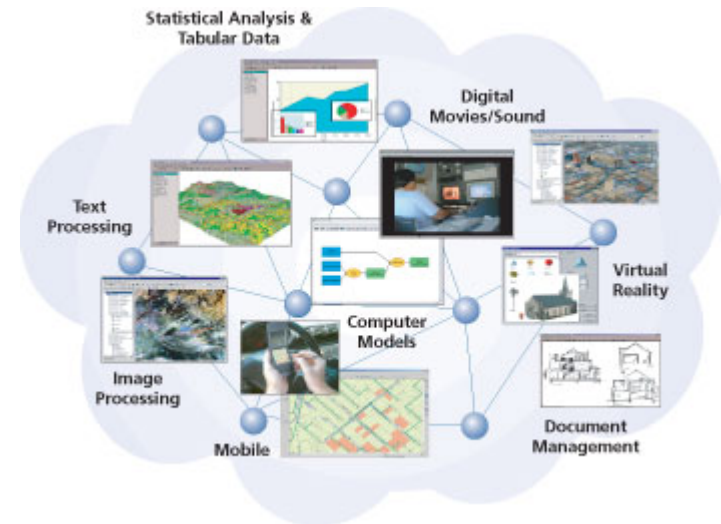 Statistical Analysis &
Tabular Data
Digital
Movies/Sound
Text
Processing
Virtual
Reality
Computer
Models
Image
Processing
Mobile
Document
Management